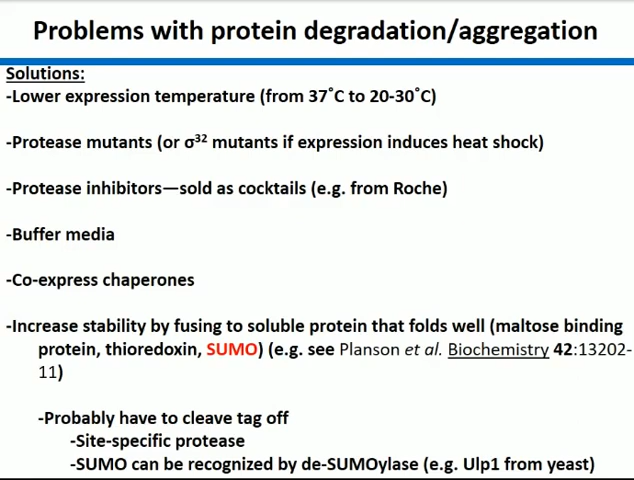 Problems with protein degradation/aggregation
Solutions:
-Lower expression temperature (from 37˚C to 20-30˚C)
-Protease mutants (or σ³² mutants if expression induces heat shock)
-Protease inhibitors—sold as cocktails (e.g. from Roche)
-Buffer media
-Co-express chaperones
-Increase stability by fusing to soluble protein that folds well (maltose binding
protein, thioredoxin, SUMO) (e.g. see Planson et al. Biochemistry 42:13202-
11)
-Probably have to cleave tag off
-Site-specific protease
-SUMO can be recognized by de-SUMOylase (e.g. Ulp1 from yeast)